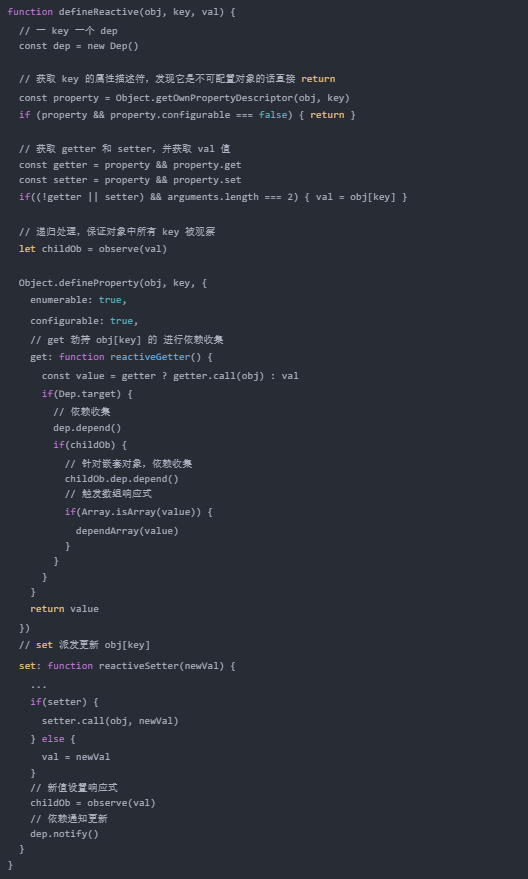 function defineReactive(obj, key, val) {
  // 一 key 一个 dep
  const dep = new Dep()

  // 获取 key 的属性描述符，发现它是不可配置对象的话直接 return
  const property = Object.getOwnPropertyDescriptor(obj, key)
  if (property && property.configurable === false) { return }

  // 获取 getter 和 setter，并获取 val 值
  const getter = property && property.get
  const setter = property && property.set
  if((!getter || setter) && arguments.length === 2) { val = obj[key] }

  // 递归处理，保证对象中所有 key 被观察
  let childOb = observe(val)

  Object.defineProperty(obj, key, {
    enumerable: true,
    configurable: true,
    // get 劫持 obj[key] 的 进行依赖收集
    get: function reactiveGetter() {
      const value = getter ? getter.call(obj) : val
      if(Dep.target) {
        // 依赖收集
        dep.depend()
        if(childOb) {
          // 针对嵌套对象，依赖收集
          childOb.dep.depend()
          // 触发数组响应式
          if(Array.isArray(value)) {
            dependArray(value)
          }
        }
      }
    }
    return value
  })
  // set 派发更新 obj[key]
  set: function reactiveSetter(newVal) {
    ...
    if(setter) {
      setter.call(obj, newVal)
    } else {
      val = newVal
    }
    // 新值设置响应式
    childOb = observe(val)
    // 依赖通知更新
    dep.notify()
  }
}